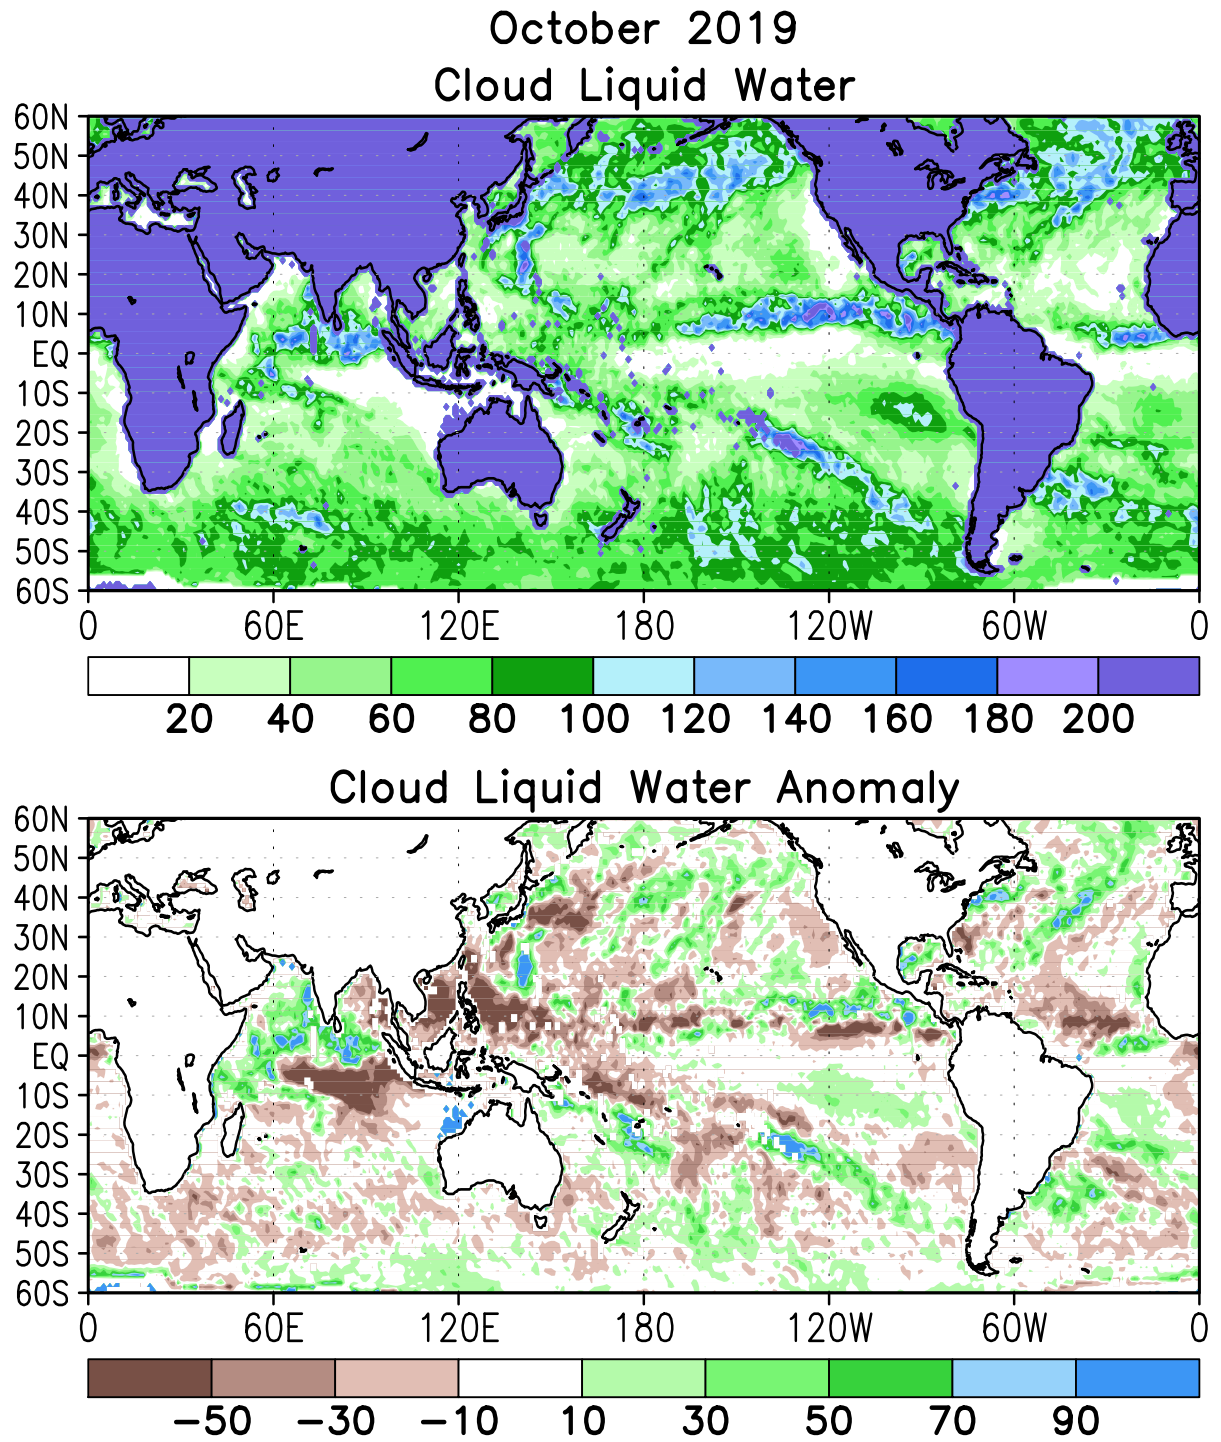 October 2019
Cloud Liquid Water
60N
50N
40N
30N
20N
10N
EQ
10S
20S
30S
40S
50S
60S
0 60E 120E 180 120W 60W 0
20 40 60 80 100 120 140 160 180 200
Cloud Liquid Water Anomaly
60N
50N
40N
30N
20N
10N
EQ
10S
20S
30S
40S
50S
60S
0 60E 120E 180 120W 60W 0
−50 −30 −10 10 30 50 70 90